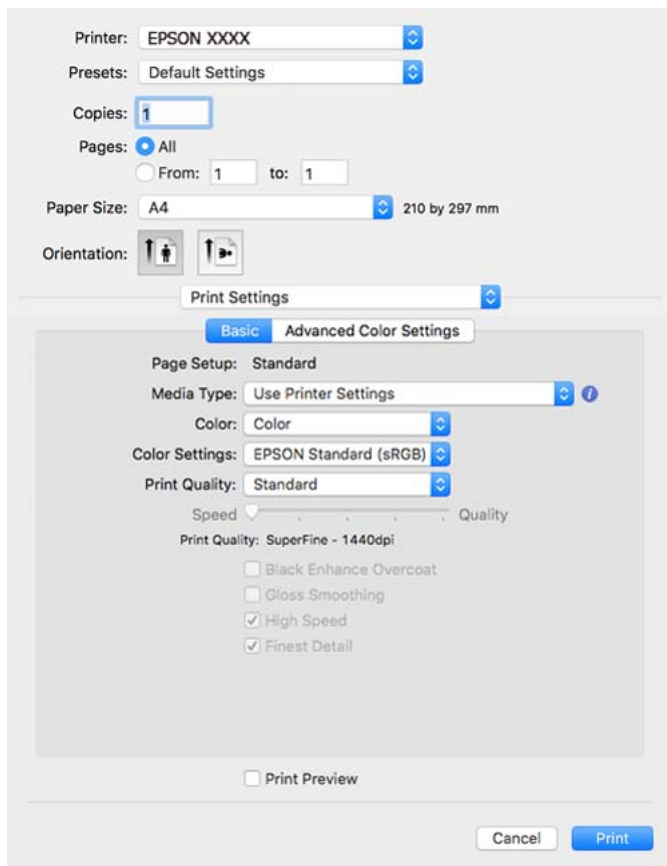 Printer: EPSON XXXX
Presets: Default Settings
Copies: 1
Pages: All
From: 1 to: 1
Paper Size: A4 210 by 297 mm
Orientation:
Print Settings
Basic Advanced Color Settings
Page Setup: Standard
Media Type: Use Printer Settings i
Color: Color
Color Settings: EPSON Standard (sRGB)
Print Quality: Standard
Speed Quality
Print Quality: SuperFine - 1440dpi
Black Enhance Overcoat
Gloss Smoothing
High Speed
Finest Detail
Print Preview
Cancel Print